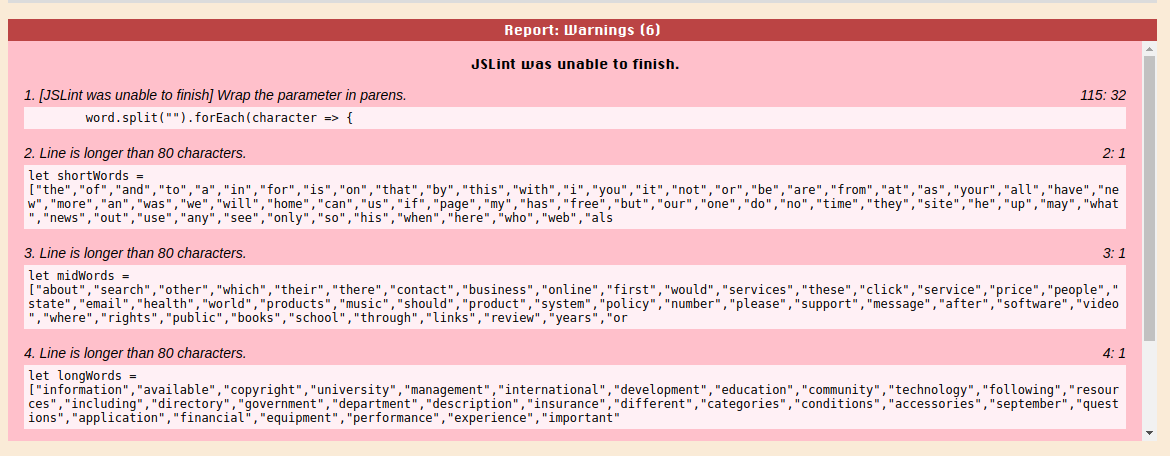 Report: Warnings (6)
JSLint was unable to finish.
1. [JSLint was unable to finish] Wrap the parameter in parens. 115: 32
word.split("").forEach(character => {
2. Line is longer than 80 characters. 2: 1
let shortWords =
["the","of","and","to","a","in","for","is","on","that","by","this","with","i","you","it","not","or","be","are","from","at","as","your","all","have","ne
w","more","an","was","we","will","home","can","us","if","page","my","has","free","but","our","one","do","no","time","they","site","he","up","may","what
","news","out","use","any","see","only","so","his","when","here","who","web","als
3. Line is longer than 80 characters. 3: 1
let midWords =
["about","search","other","which","their","there","contact","business","online","first","would","services","these","click","service","price","people","
state","email","health","world","products","music","should","product","system","policy","number","please","support","message","after","software","video
","where","rights","public","books","school","through","links","review","years","or
4. Line is longer than 80 characters. 4: 1
let longWords =
["information","available","copyright","university","management","international","development","education","community","technology","following","resour
ces","including","directory","government","department","description","insurance","different","categories","conditions","accessories","september","quest
ions","application","financial","equipment","performance","experience","important"